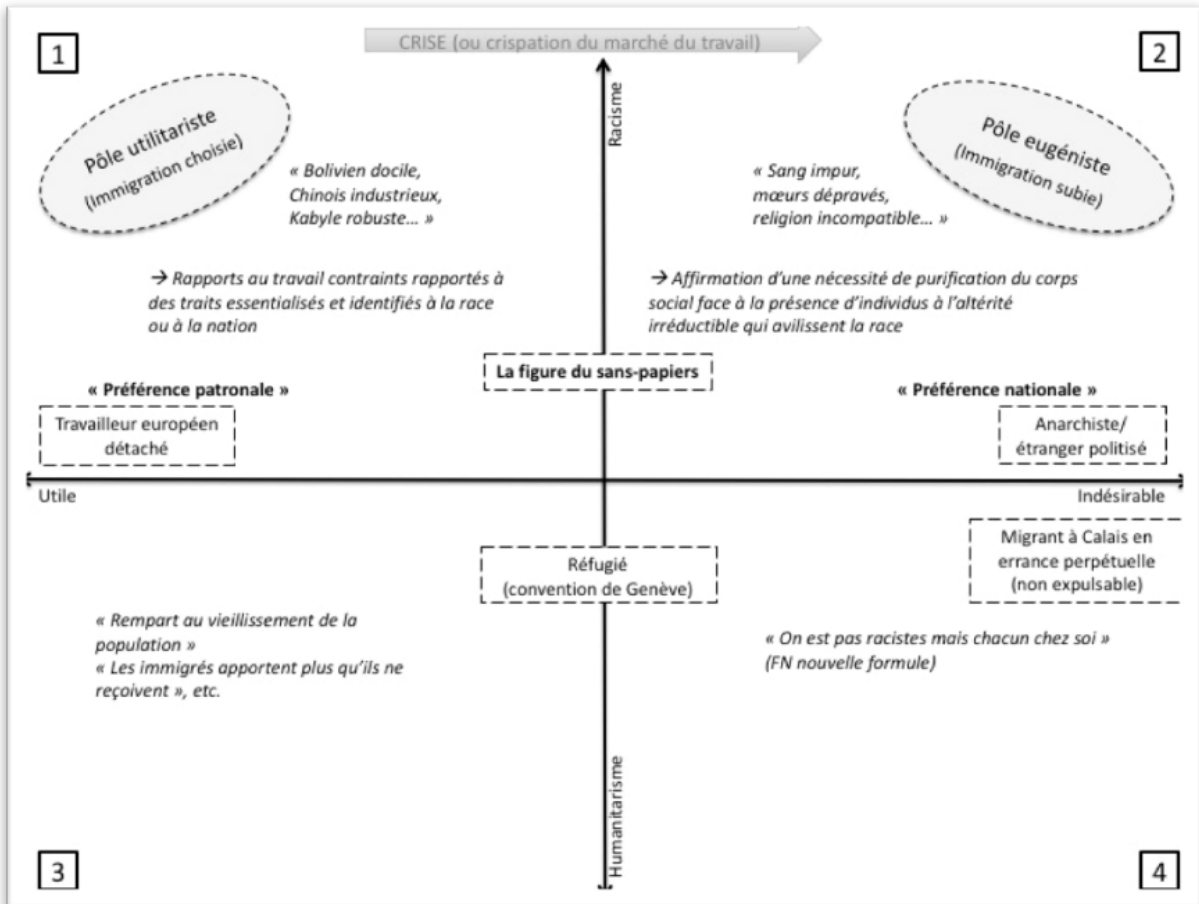 1
CRISE (ou crispation du marché du travail)
2
Racisme
Pôle utilitariste
(Immigration choisie)
Pôle eugéniste
(Immigration subie)
« Bolivien docile,
Chinois industrieux,
Kabyle robuste... »
« Sang impur,
mœurs dépravés,
religion incompatible... »
→ Rapports au travail contraints rapportés à
des traits essentialisés et identifiés à la race
ou à la nation
→ Affirmation d'une nécessité de purification du corps
social face à la présence d'individus à l'altérité
irréductible qui avilissent la race
La figure du sans-papiers
« Préférence patronale »
« Préférence nationale »
Travailleur européen
détaché
Anarchiste/
étranger politisé
Utile
Indésirable
Réfugié
(convention de Genève)
Migrant à Calais en
errance perpétuelle
(non expulsable)
« Rempart au vieillissement de la
population »
« Les immigrés apportent plus qu'ils ne
reçoivent », etc.
« On est pas racistes mais chacun chez soi »
(FN nouvelle formule)
Humanitarisme
3
4